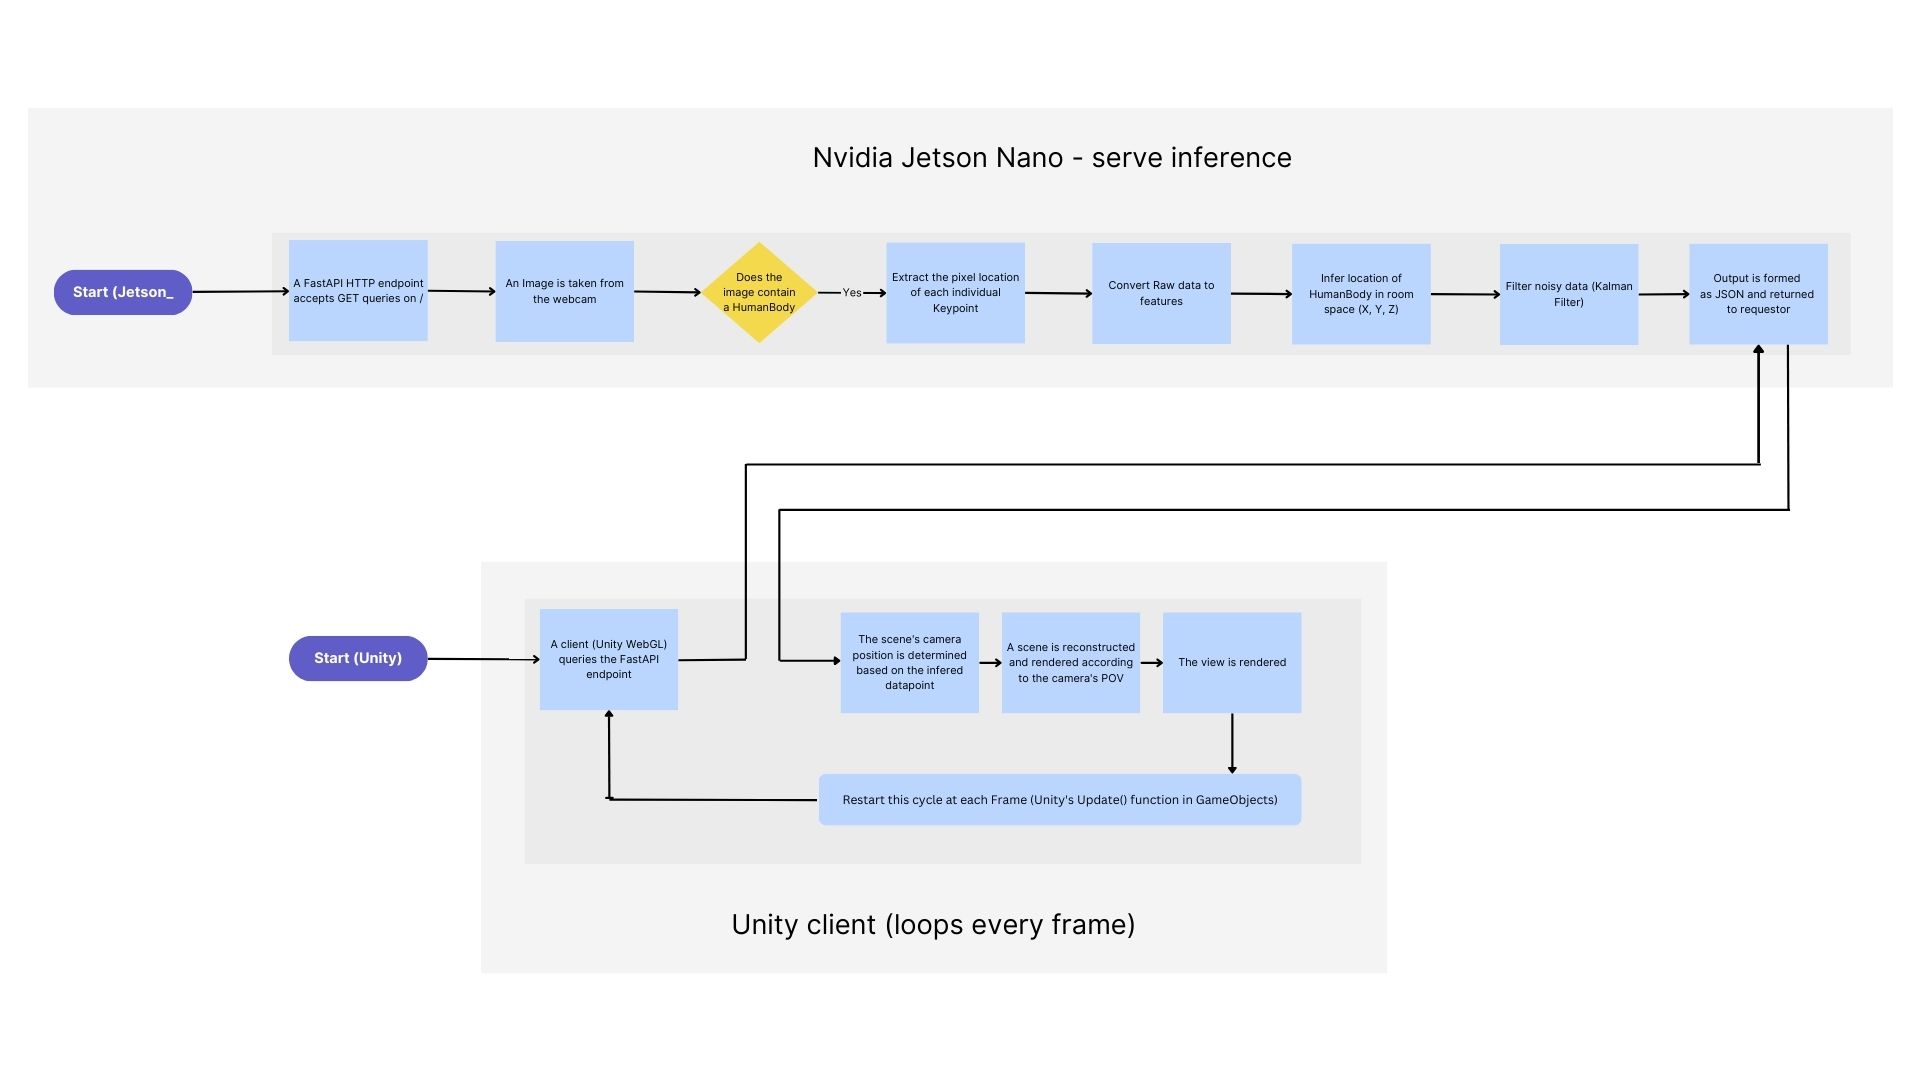 Nvidia Jetson Nano - serve inference
Start (Jetson_
A FastAPI HTTP endpoint
accepts GET queries on /
An Image is taken from
the webcam
Does the
image contain
a HumanBody
Yes
Extract the pixel location
of each individual
Keypoint
Convert Raw data to
features
Infer location of
HumanBody in room
space (X, Y, Z)
Filter noisy data (Kalman
Filter)
Output is formed
as JSON and returned
to requestor
Start (Unity)
A client (Unity WebGL)
queries the FastAPI
endpoint
The scene's camera
position is determined
based on the infered
datapoint
A scene is reconstructed
and rendered according
to the camera's POV
The view is rendered
Restart this cycle at each Frame (Unity's Update() function in GameObjects)
Unity client (loops every frame)